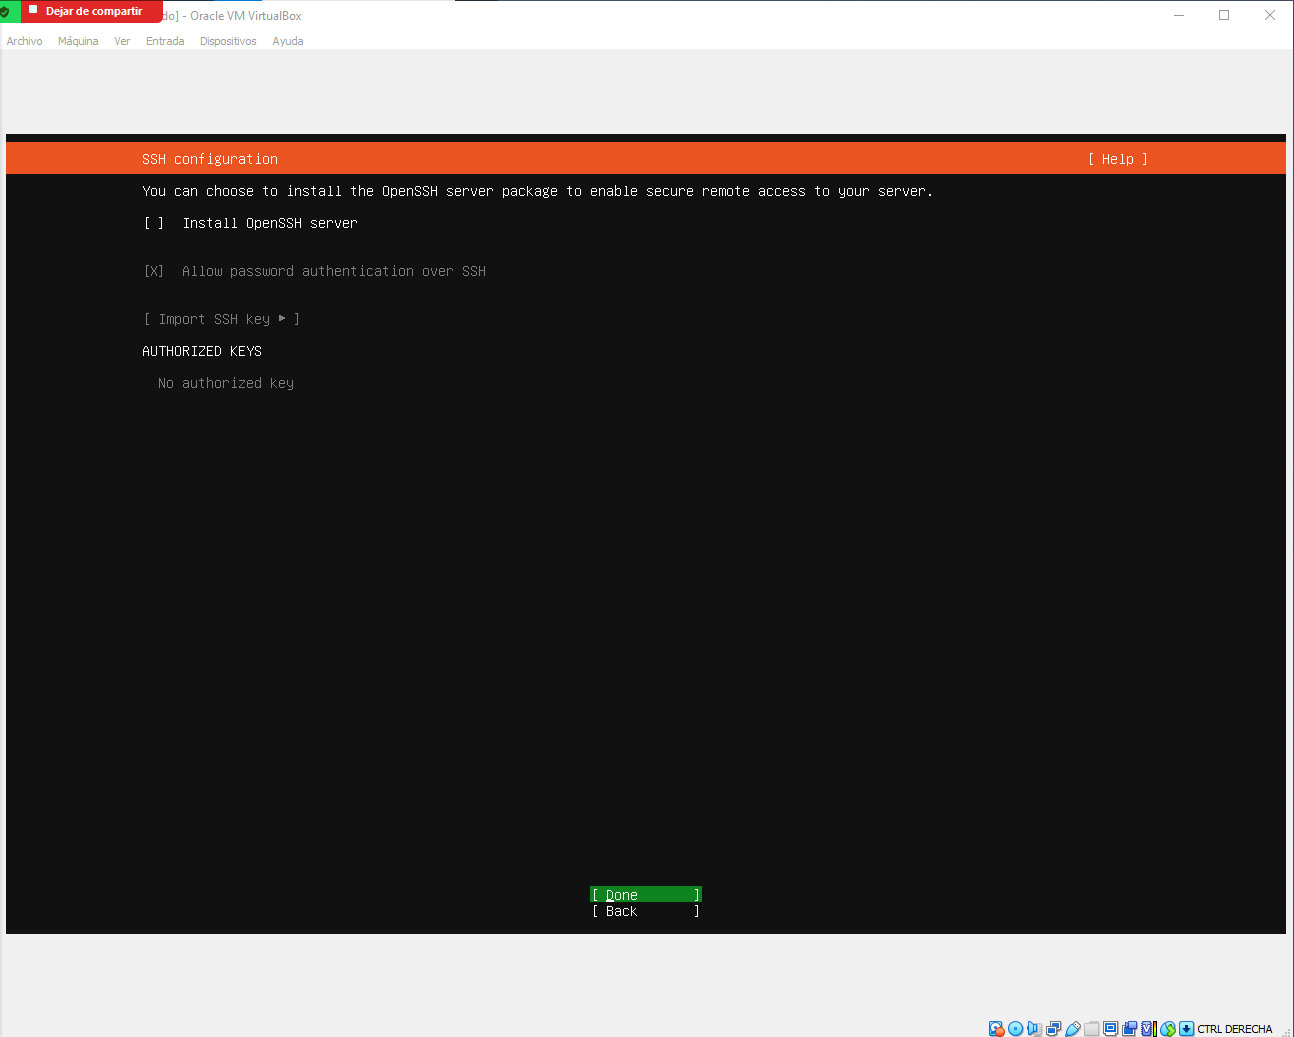 Dejar de compartir
do] - Oracle VM VirtualBox
Archivo Máquina Ver Entrada Dispositivos Ayuda
SSH configuration [ Help ]
You can choose to install the OpenSSH server package to enable secure remote access to your server.
[ ] Install OpenSSH server
[X] Allow password authentication over SSH
[ Import SSH key ▸ ]
AUTHORIZED KEYS
No authorized key
[ Done ]
[ Back ]
CTRL DERECHA